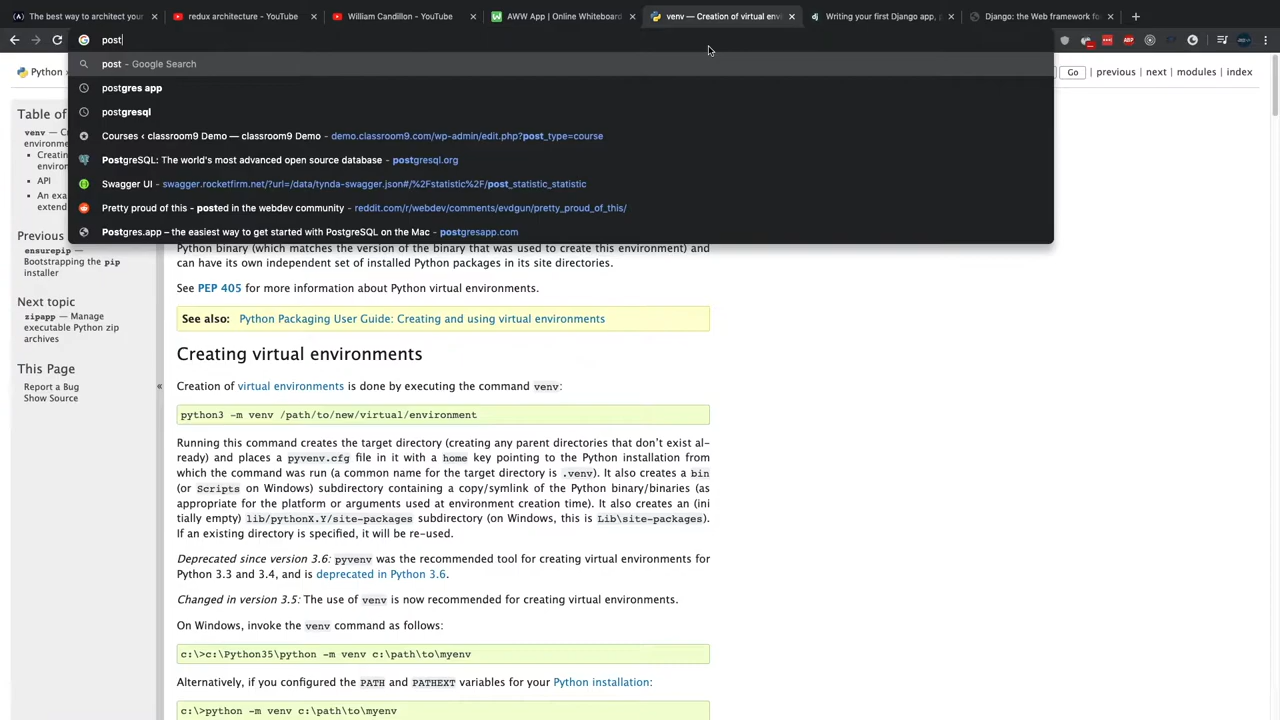 The best way to architect your
redux architecture - YouTube
William Candillon - YouTube
AWW App | Online Whiteboard
venv — Creation of virtual env
Writing your first Django app,
Django: the Web framework fo
post
post - Google Search
postgres app
postgresql
Courses ‹ classroom9 Demo — classroom9 Demo - demo.classroom9.com/wp-admin/edit.php?post_type=course
PostgreSQL: The world's most advanced open source database - postgresql.org
Swagger UI - swagger.rocketfirm.net/?url=/data/tynda-swagger.json#/%2Fstatistic%2F/post_statistic_statistic
Pretty proud of this - posted in the webdev community - reddit.com/r/webdev/comments/evdgun/pretty_proud_of_this/
Postgres.app – the easiest way to get started with PostgreSQL on the Mac - postgresapp.com
Python »
Go | previous | next | modules | index
Table of
venv — C
environme
Creatin
environ
API
An exa
extend
Previous
ensurepip —
Bootstrapping the pip
installer
Next topic
zipapp — Manage
executable Python zip
archives
This Page
Report a Bug
Show Source
«
Python binary (which matches the version of the binary that was used to create this environment) and
can have its own independent set of installed Python packages in its site directories.
See PEP 405 for more information about Python virtual environments.
See also: Python Packaging User Guide: Creating and using virtual environments
Creating virtual environments
Creation of virtual environments is done by executing the command venv:
python3 -m venv /path/to/new/virtual/environment
Running this command creates the target directory (creating any parent directories that don't exist al-
ready) and places a pyvenv.cfg file in it with a home key pointing to the Python installation from
which the command was run (a common name for the target directory is .venv). It also creates a bin
(or Scripts on Windows) subdirectory containing a copy/symlink of the Python binary/binaries (as
appropriate for the platform or arguments used at environment creation time). It also creates an (ini
tially empty) lib/pythonX.Y/site-packages subdirectory (on Windows, this is Lib\site-packages).
If an existing directory is specified, it will be re-used.
Deprecated since version 3.6: pyvenv was the recommended tool for creating virtual environments for
Python 3.3 and 3.4, and is deprecated in Python 3.6.
Changed in version 3.5: The use of venv is now recommended for creating virtual environments.
On Windows, invoke the venv command as follows:
c:\>c:\Python35\python -m venv c:\path\to\myenv
Alternatively, if you configured the PATH and PATHEXT variables for your Python installation:
c:\>python -m venv c:\path\to\myenv